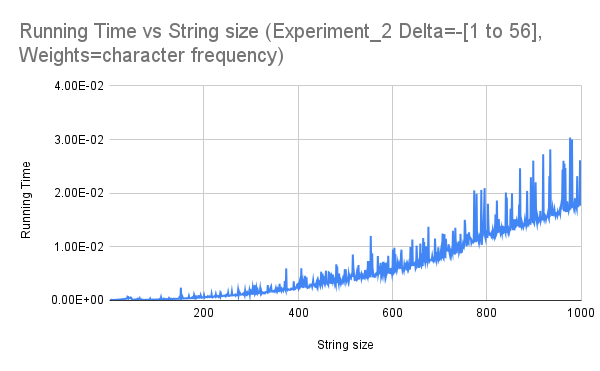 Running Time vs String size (Experiment_2 Delta=-[1 to 56],
Weights=character frequency)
4.00E-02
3.00E-02
2.00E-02
1.00E-02
0.00E+00
Running Time
200 400 600 800 1000
String size